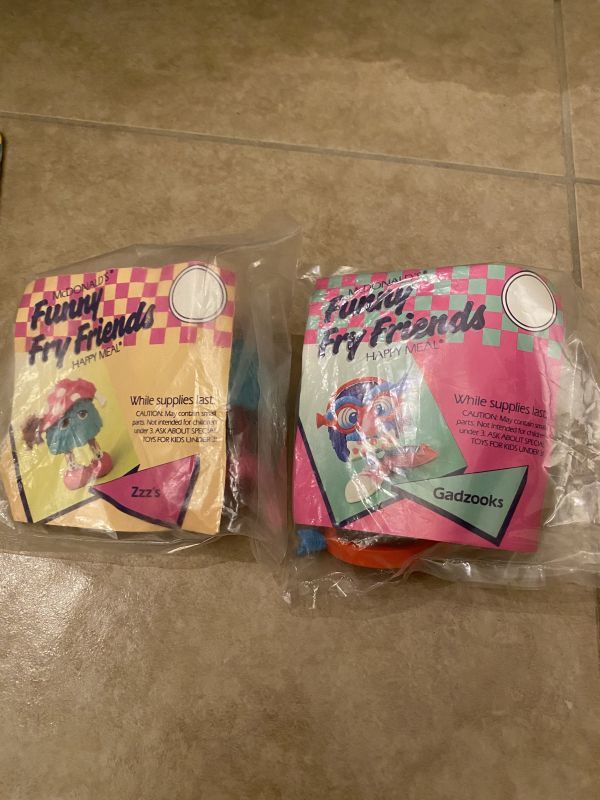 McDONALD'S®
Funny
Fry Friends
HAPPY MEAL®
While supplies last.
CAUTION: May contain small
parts. Not intended for children
under 3. ASK ABOUT SPECIAL
TOYS FOR KIDS UNDER 3!
Zzz's
McDONALD'S®
Funny
Fry Friends
HAPPY MEAL®
While supplies last.
CAUTION: May contain small
parts. Not intended for children
under 3. ASK ABOUT SPECIAL
TOYS FOR KIDS UNDER 3!
Gadzooks